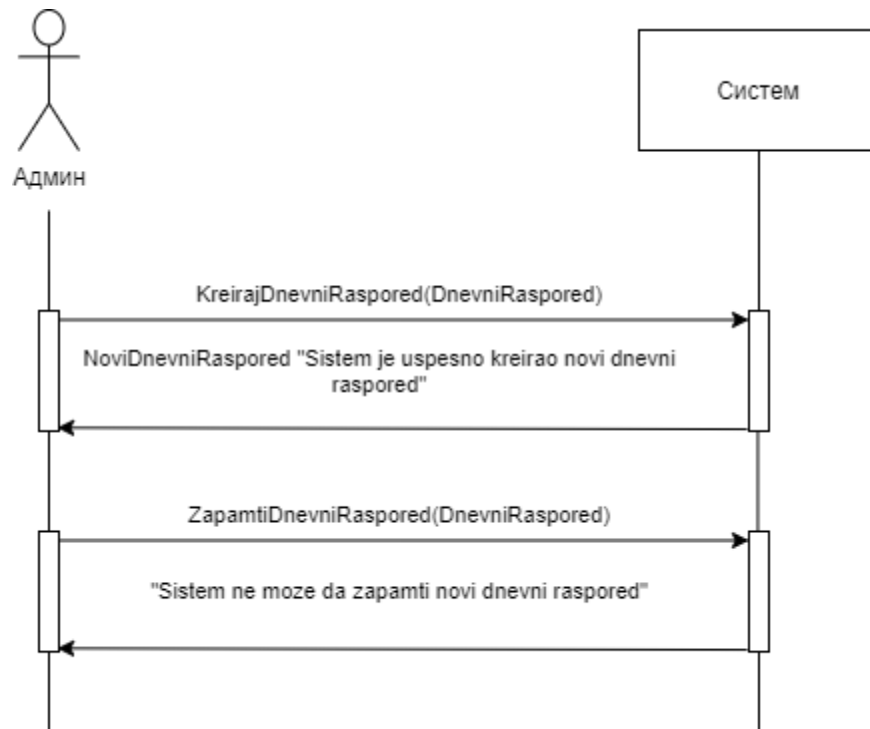 Систем
Админ
KreirajDnevniRaspored(DnevniRaspored)
NoviDnevniRaspored "Sistem je uspesno kreirao novi dnevni
raspored"
ZapamtiDnevniRaspored(DnevniRaspored)
"Sistem ne moze da zapamti novi dnevni raspored"